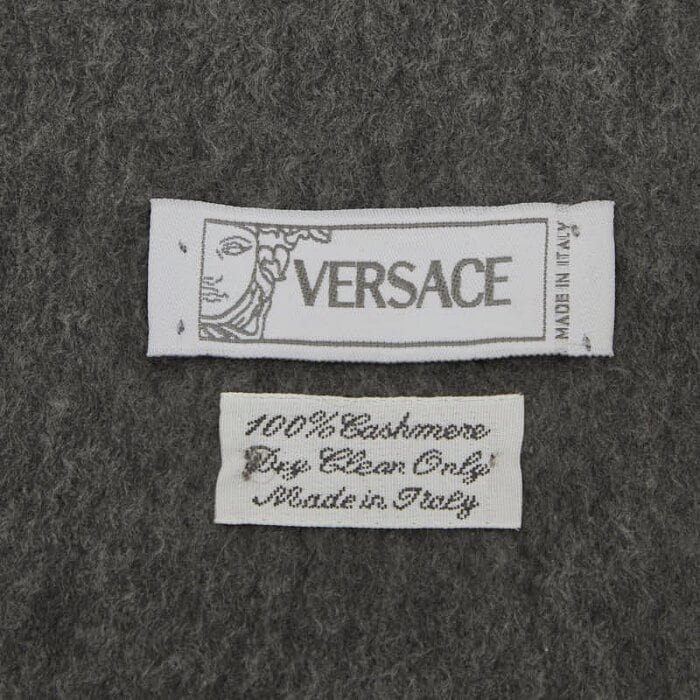 VERSACE
MADE IN ITALY
100% Cashmere
Dry Clean Only
Made in Italy